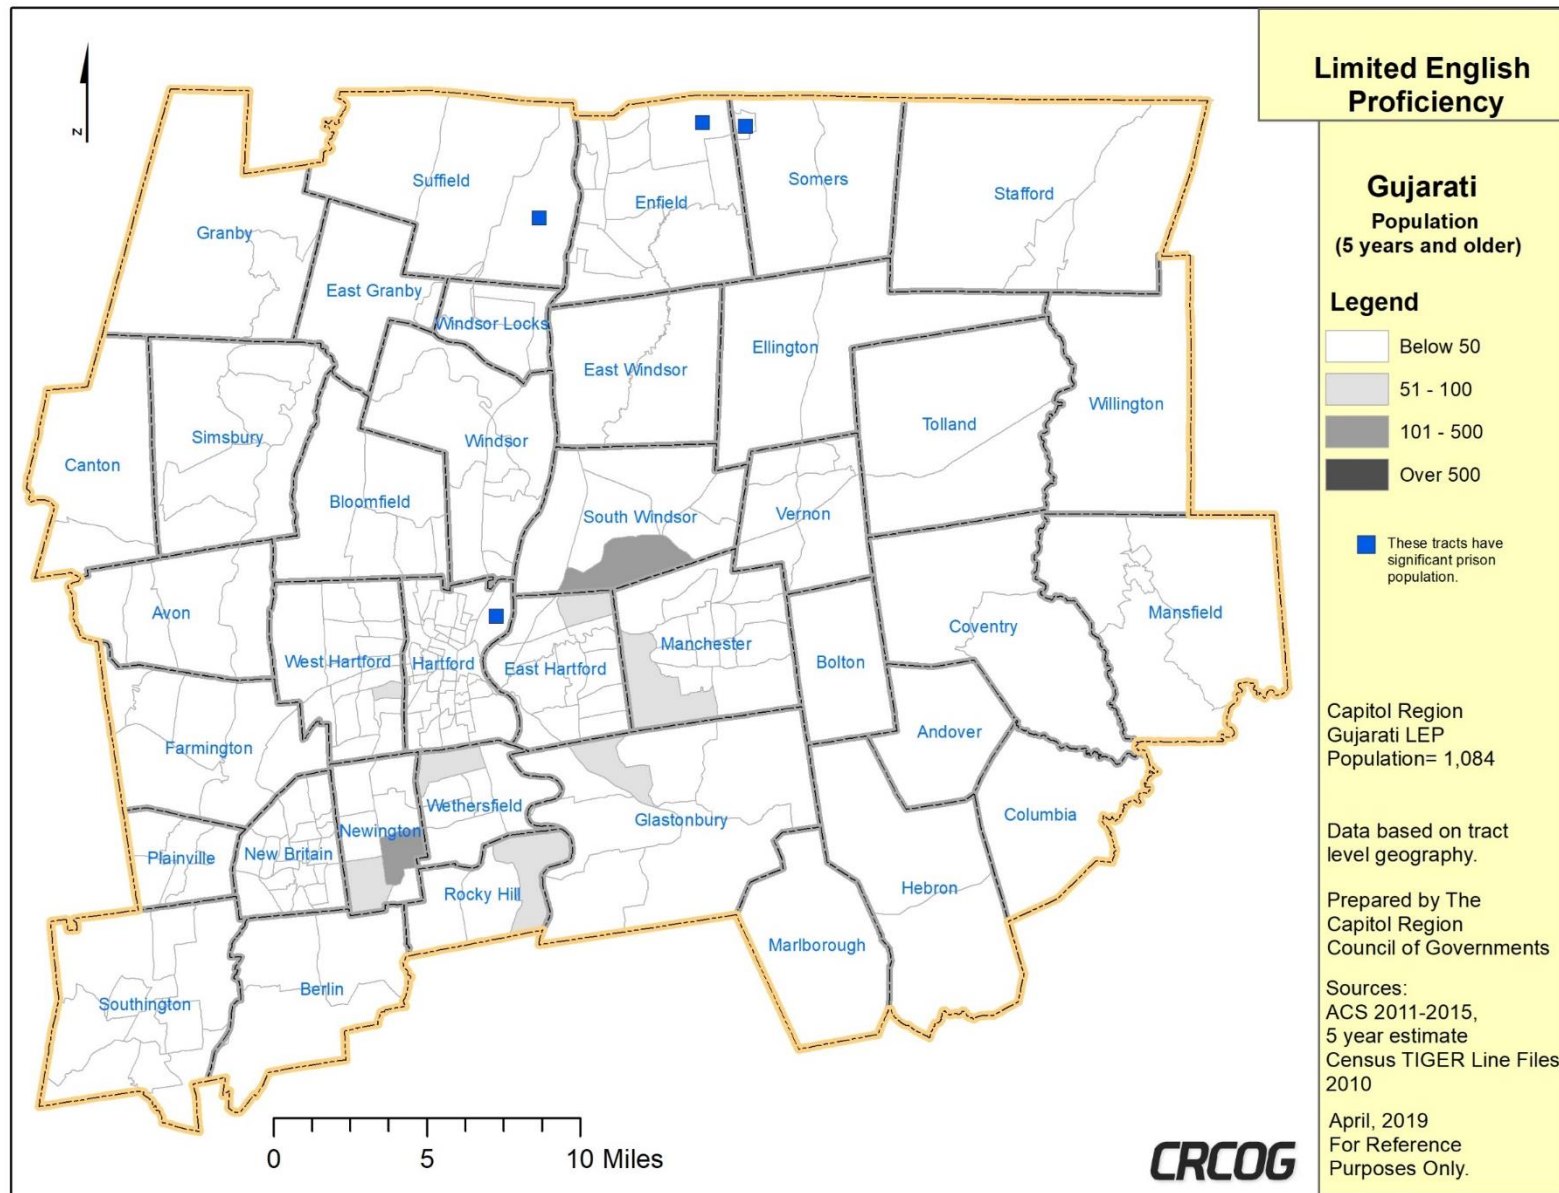 Limited English
Proficiency
Gujarati
Population
(5 years and older)
Legend
Below 50
51 - 100
101 - 500
Over 500
These tracts have
significant prison
population.
Capitol Region
Gujarati LEP
Population= 1,084
Data based on tract
level geography.
Prepared by The
Capitol Region
Council of Governments
Sources:
ACS 2011-2015,
5 year estimate
Census TIGER Line Files
2010
April, 2019
For Reference
Purposes Only.
N
Suffield
Somers
Stafford
Enfield
Granby
East Granby
Windsor Locks
Ellington
East Windsor
Willington
Tolland
Simsbury
Windsor
Canton
Bloomfield
South Windsor
Vernon
Avon
Mansfield
Coventry
Manchester
West Hartford
Hartford
East Hartford
Bolton
Andover
Farmington
Wethersfield
Columbia
Glastonbury
Newington
New Britain
Plainville
Hebron
Rocky Hill
Marlborough
Berlin
Southington
0 5 10 Miles
CRCOG